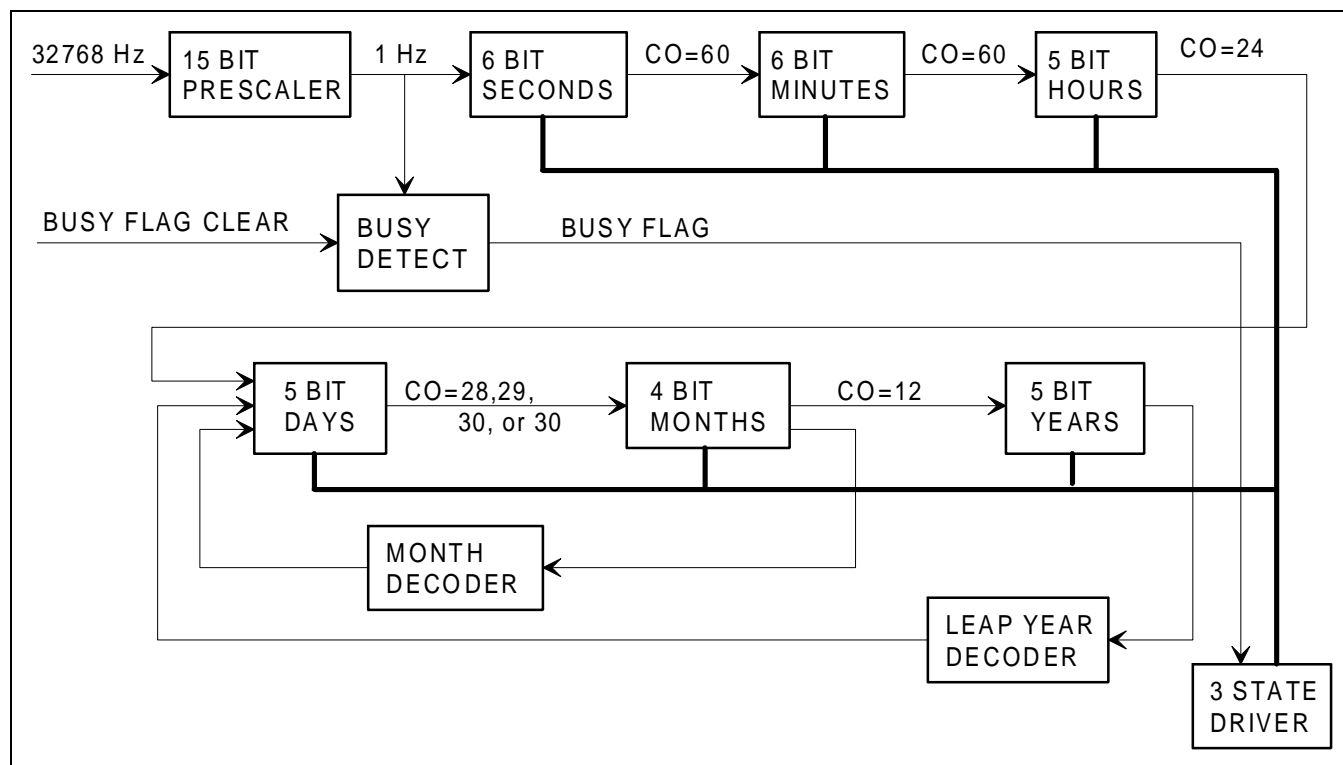 32768 Hz
15 BIT
PRESCALER
1 Hz
6 BIT
SECONDS
CO=60
6 BIT
MINUTES
CO=60
5 BIT
HOURS
CO=24
BUSY FLAG CLEAR
BUSY
DETECT
BUSY FLAG
5 BIT
DAYS
CO=28,29,
30, or 30
4 BIT
MONTHS
CO=12
5 BIT
YEARS
MONTH
DECODER
LEAP YEAR
DECODER
3 STATE
DRIVER